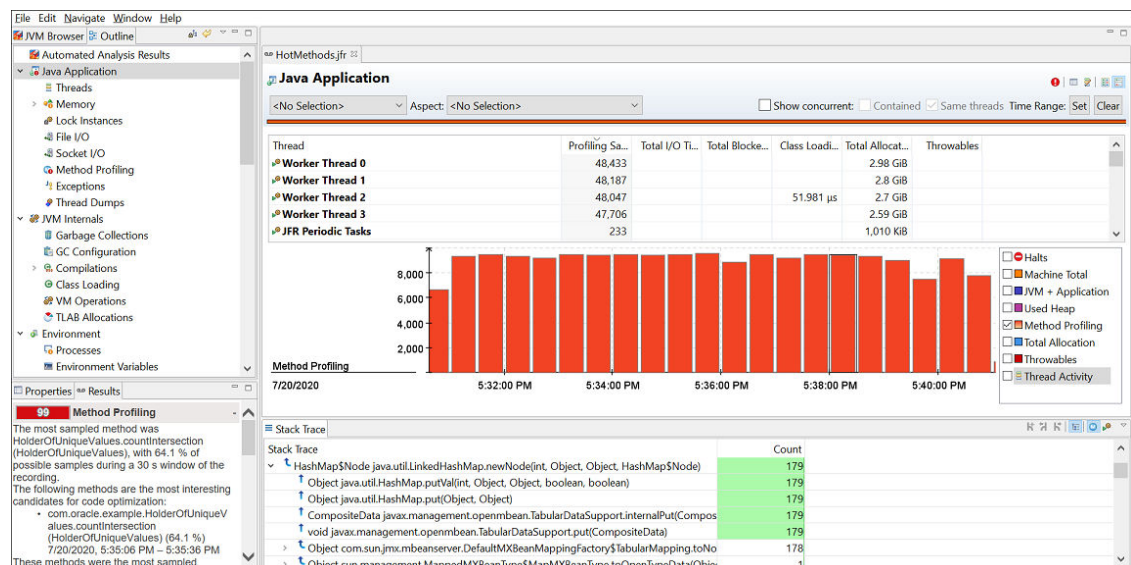 File Edit Navigate Window Help
JVM Browser Outline
Automated Analysis Results
Java Application
Threads
Memory
Lock Instances
File I/O
Socket I/O
Method Profiling
Exceptions
Thread Dumps
JVM Internals
Garbage Collections
GC Configuration
Compilations
Class Loading
VM Operations
TLAB Allocations
Environment
Processes
Environment Variables
Properties Results
99 Method Profiling -
The most sampled method was
HolderOfUniqueValues.countIntersection
(HolderOfUniqueValues), with 64.1 % of
possible samples during a 30 s window of the
recording.
The following methods are the most interesting
candidates for code optimization:
• com.oracle.example.HolderOfUniqueV
alues.countIntersection
(HolderOfUniqueValues) (64.1 %)
7/20/2020, 5:35:06 PM – 5:35:36 PM
These methods were the most sampled
HotMethods.jfr
Java Application
<No Selection> Aspect: <No Selection> Show concurrent: Contained Same threads Time Range: Set Clear
Thread Profiling Sa... Total I/O Ti... Total Blocke... Class Loadi... Total Allocat... Throwables
Worker Thread 0 48,433 2.98 GiB
Worker Thread 1 48,187 2.8 GiB
Worker Thread 2 48,047 51.981 μs 2.7 GiB
Worker Thread 3 47,706 2.59 GiB
JFR Periodic Tasks 233 1,010 KiB
8,000
6,000
4,000
2,000
Method Profiling
7/20/2020 5:32:00 PM 5:34:00 PM 5:36:00 PM 5:38:00 PM 5:40:00 PM
Halts
Machine Total
JVM + Application
Used Heap
Method Profiling
Total Allocation
Throwables
Thread Activity
Stack Trace
Stack Trace Count
HashMap$Node java.util.LinkedHashMap.newNode(int, Object, Object, HashMap$Node) 179
Object java.util.HashMap.putVal(int, Object, Object, boolean, boolean) 179
Object java.util.HashMap.put(Object, Object) 179
CompositeData javax.management.openmbean.TabularDataSupport.internalPut(Compos 179
void javax.management.openmbean.TabularDataSupport.put(CompositeData) 179
Object com.sun.jmx.mbeanserver.DefaultMXBeanMappingFactory$TabularMapping.toNo 178
Object sun.management.MappedMXBeanType$MapMXBeanType.toOpenTypeData(Obje 1